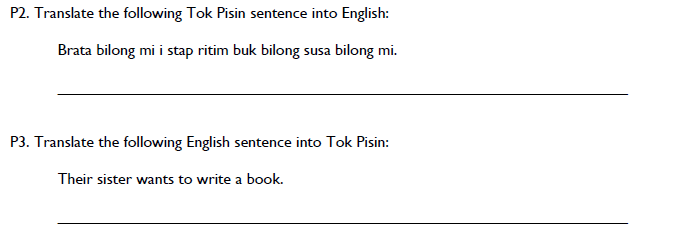 P2. Translate the following Tok Pisin sentence into English:
Brata bilong mi i stap ritim buk bilong susa bilong mi.
P3. Translate the following English sentence into Tok Pisin:
Their sister wants to write a book.